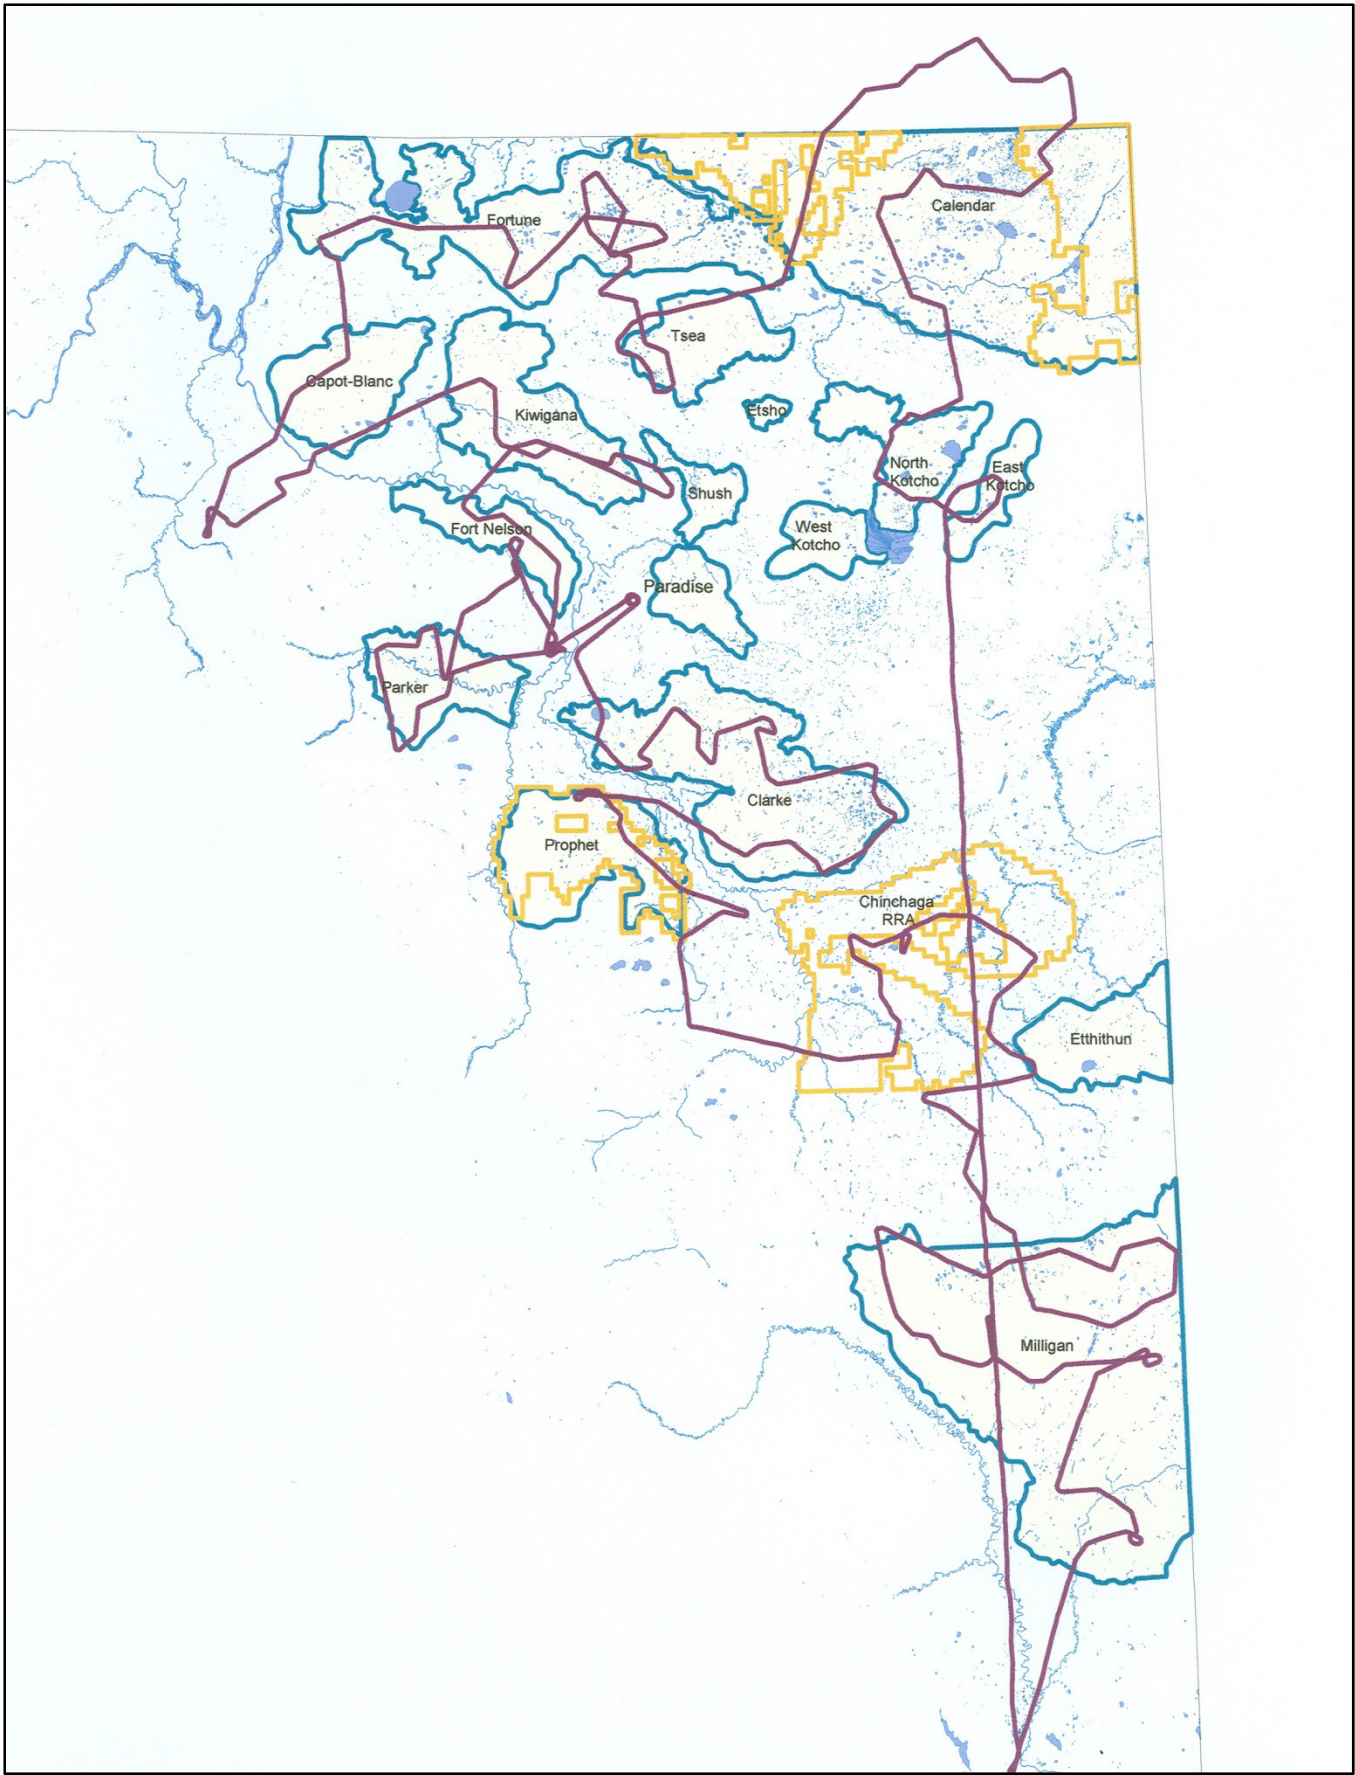 Calendar
Fortune
Tsea
Capot-Blanc
Etsho
Kiwigana
North
Kotcho
East
Kotcho
Shush
Fort Nelson
West
Kotcho
Paradise
Parker
Clarke
Prophet
Chinchaga
RRA
Etthithun
Milligan